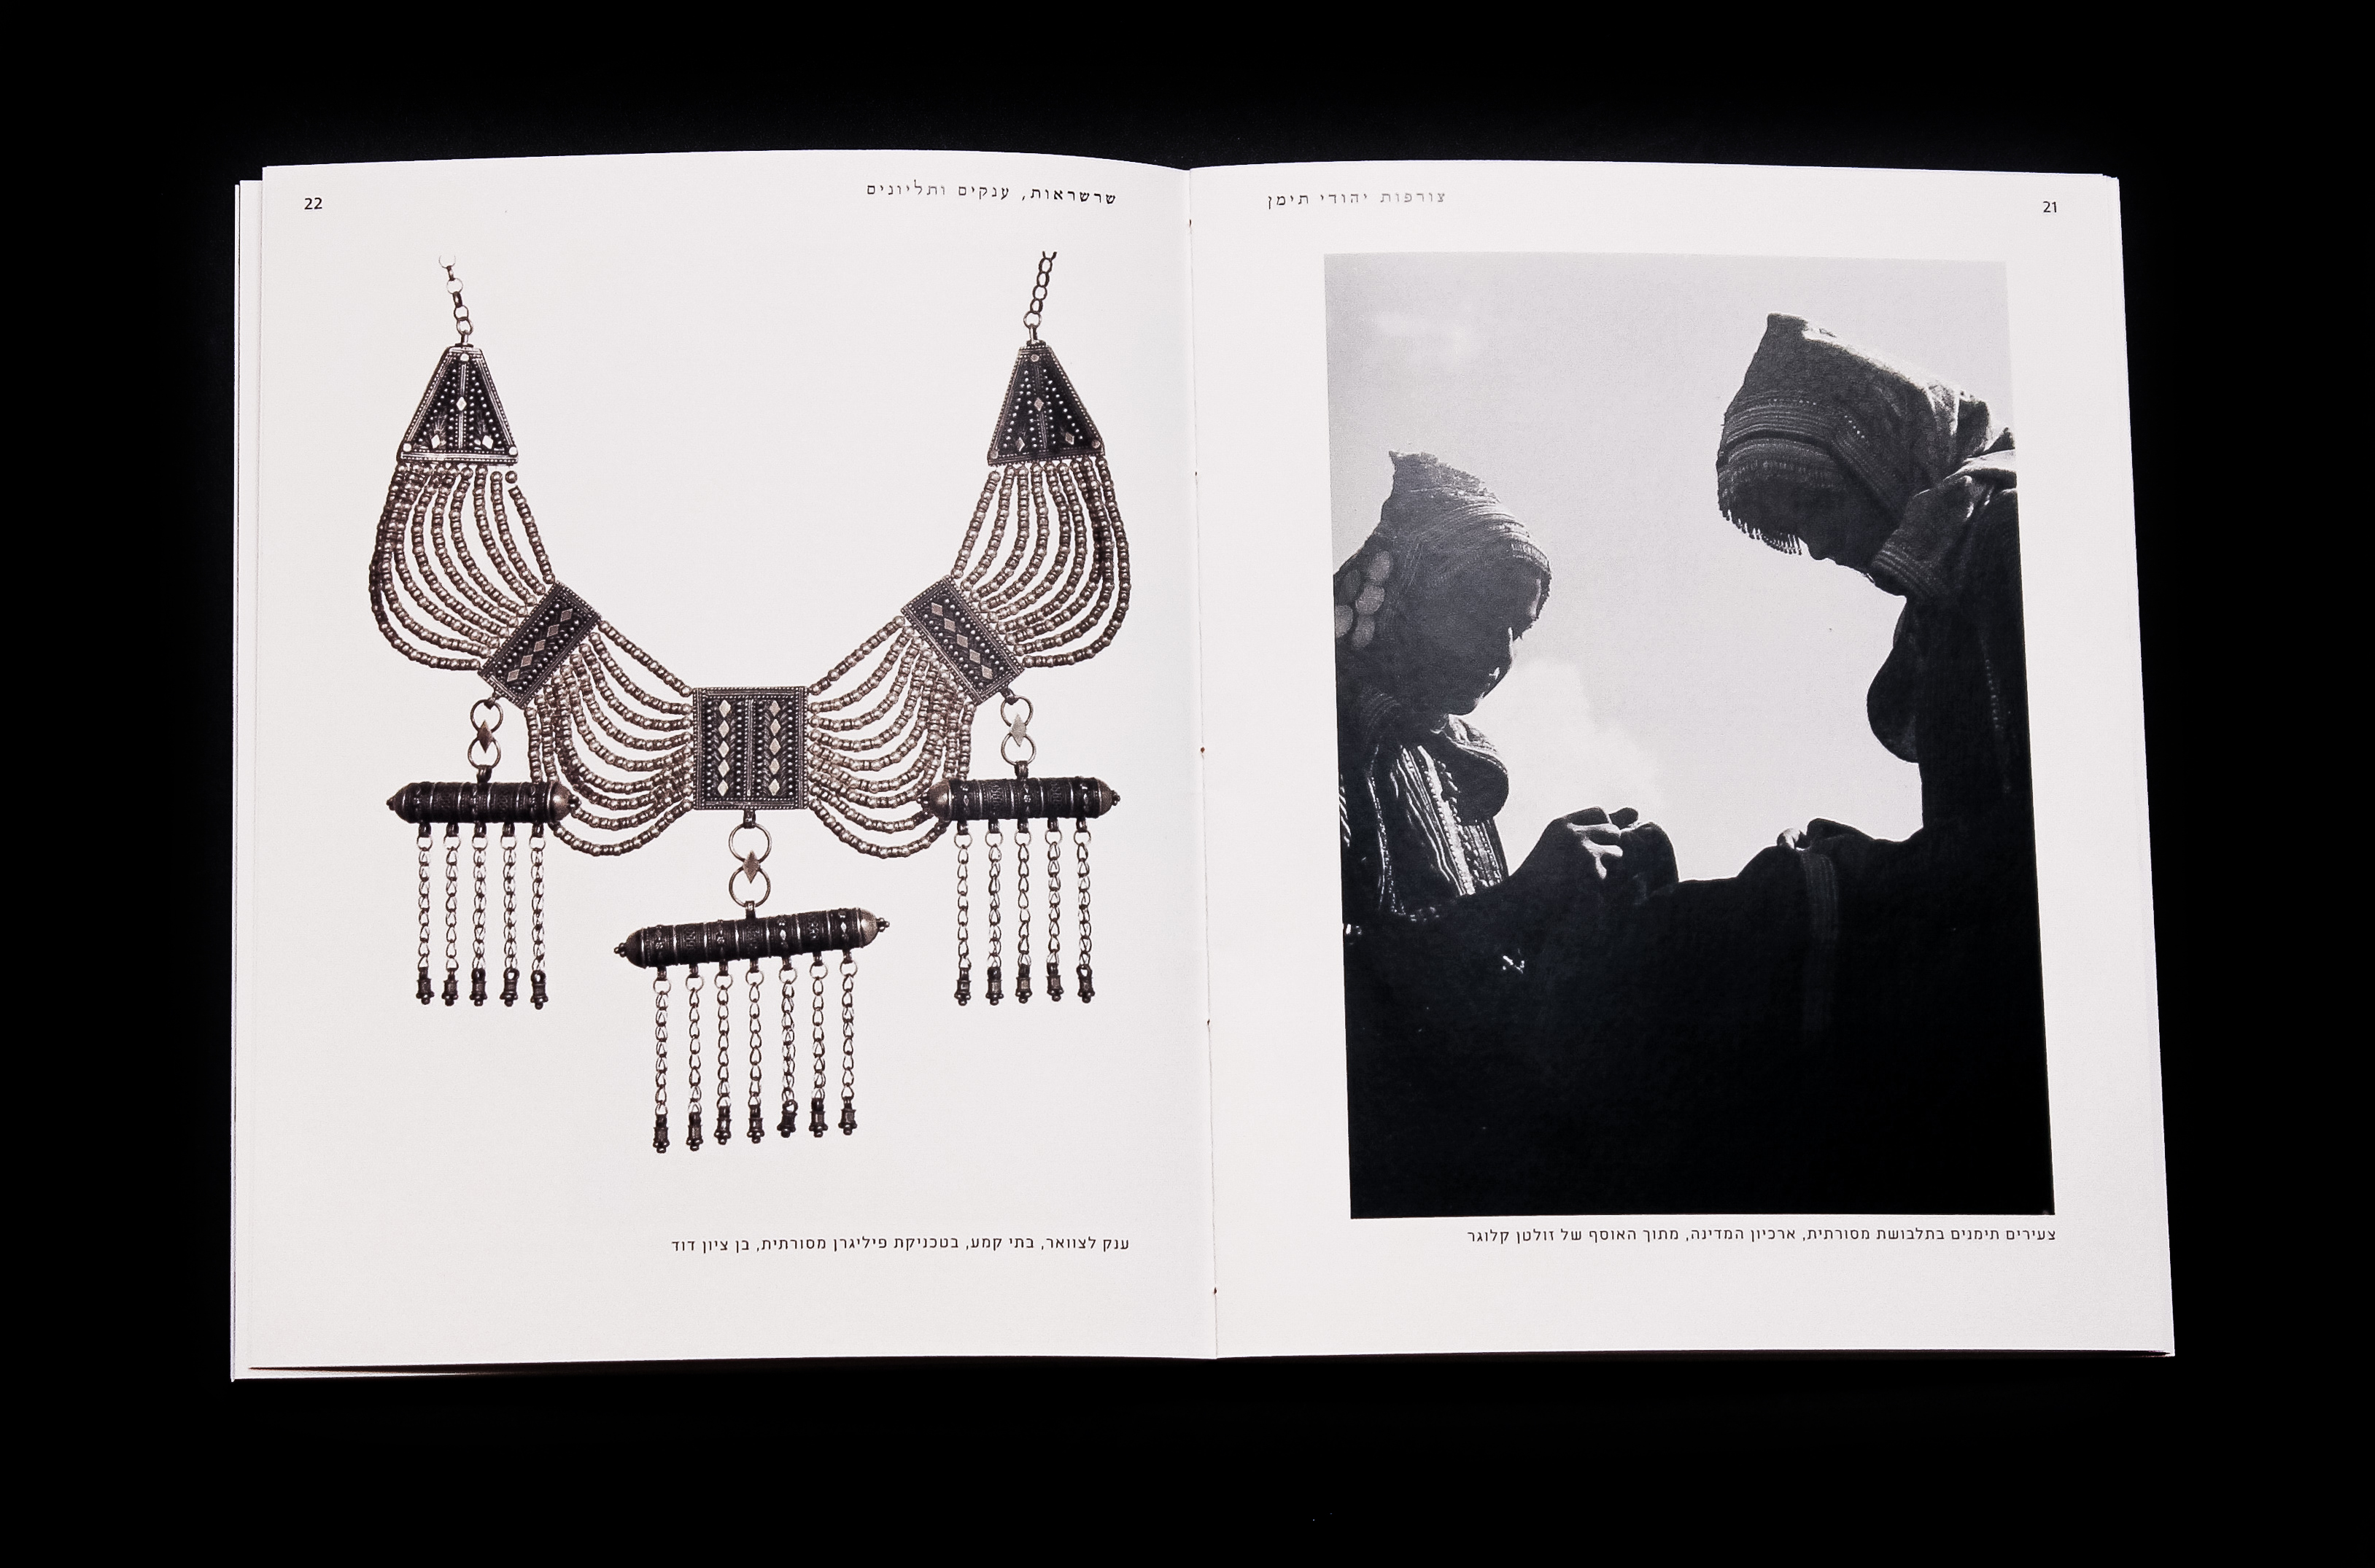 21
צורפות יהודי תימן
צעירים תימנים בתלבושת מסורתית, ארכיון המדינה, מתוך האוסף של זולטן קלוגר
שרשראות, ענקים ותליונים
22
ענק לצוואר, בתי קמע, בטכניקת פיליגרן מסורתית, בן ציון דוד